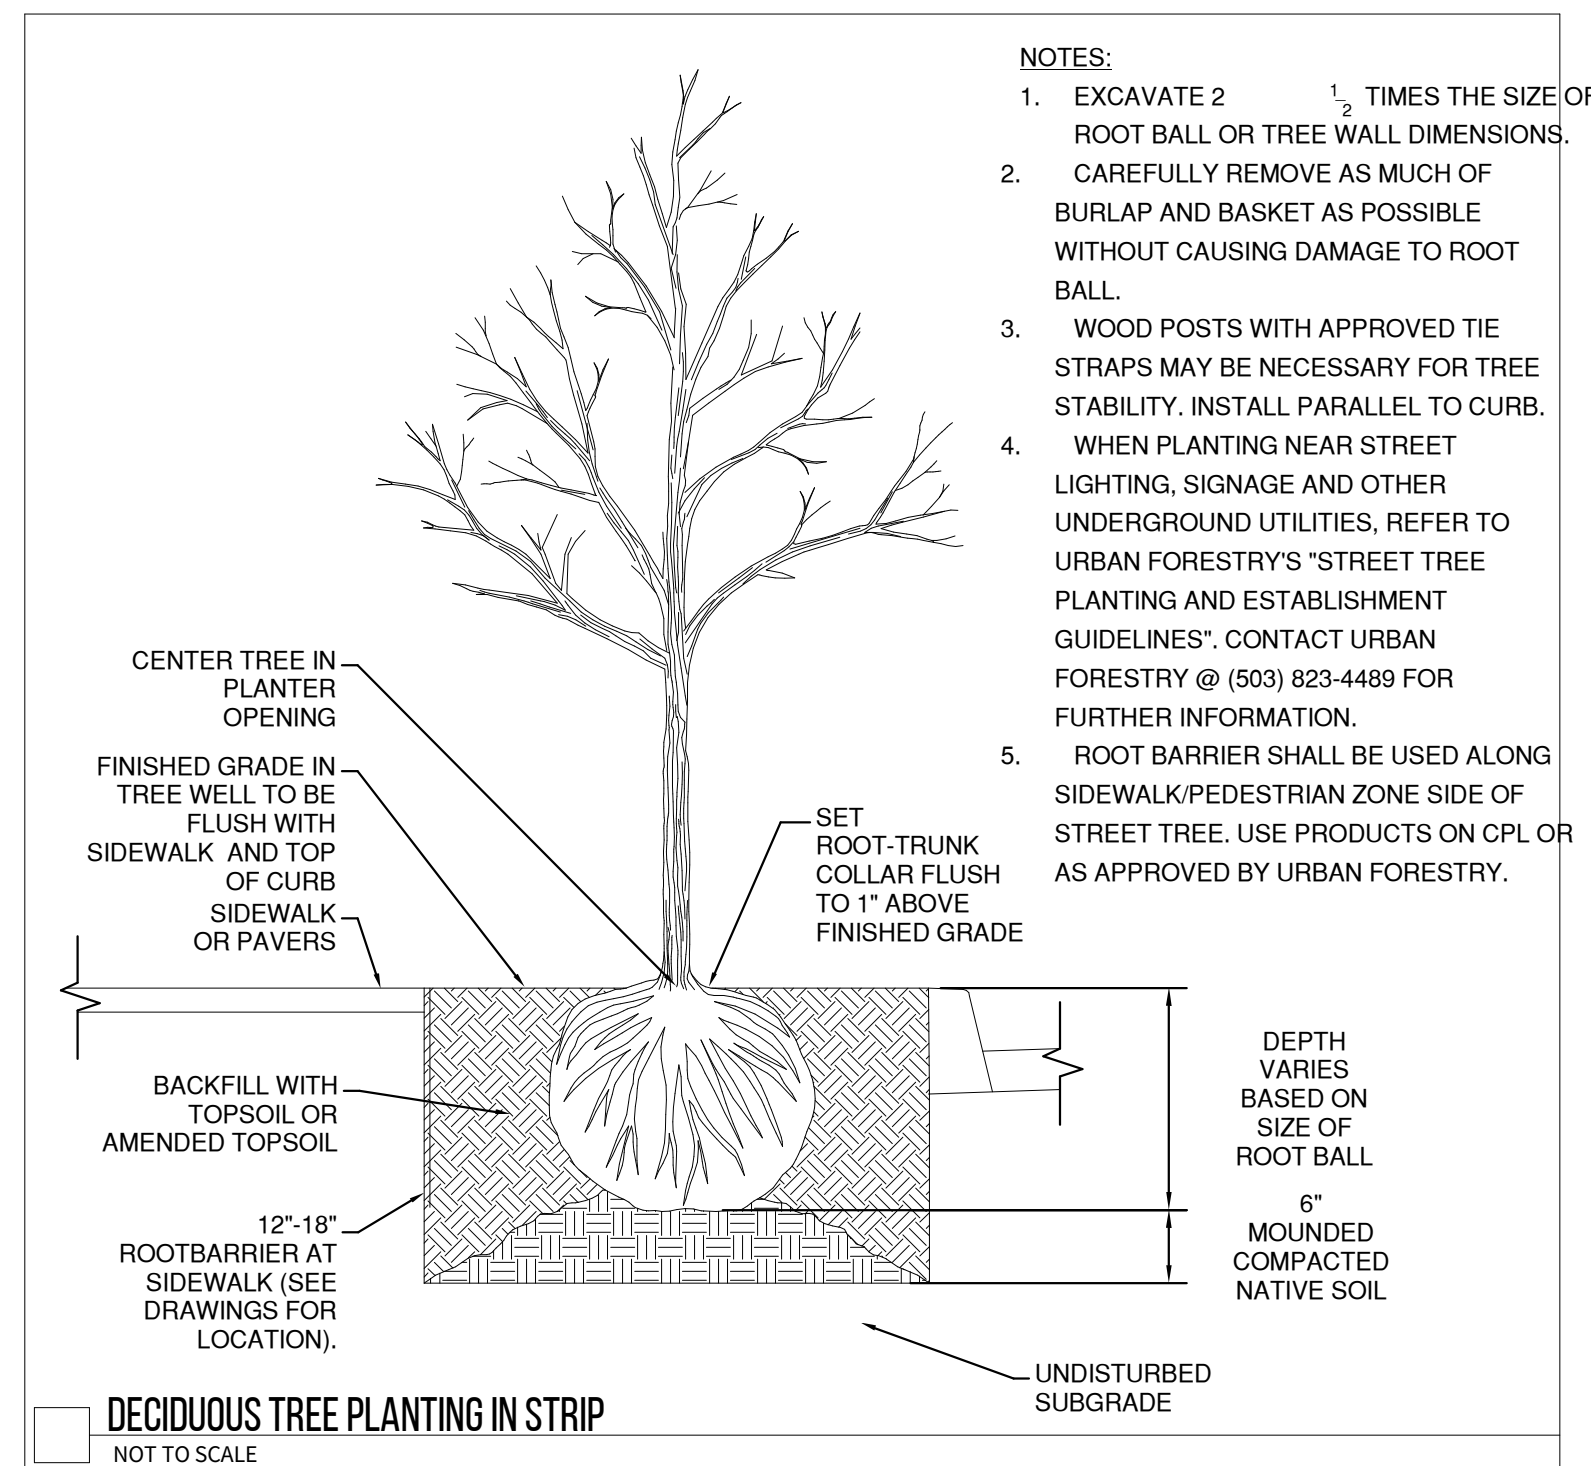 NOTES:
1. EXCAVATE 2 1/2 TIMES THE SIZE OF
ROOT BALL OR TREE WALL DIMENSIONS.
2. CAREFULLY REMOVE AS MUCH OF
BURLAP AND BASKET AS POSSIBLE
WITHOUT CAUSING DAMAGE TO ROOT
BALL.
3. WOOD POSTS WITH APPROVED TIE
STRAPS MAY BE NECESSARY FOR TREE
STABILITY. INSTALL PARALLEL TO CURB.
4. WHEN PLANTING NEAR STREET
LIGHTING, SIGNAGE AND OTHER
UNDERGROUND UTILITIES, REFER TO
URBAN FORESTRY'S "STREET TREE
PLANTING AND ESTABLISHMENT
GUIDELINES". CONTACT URBAN
FORESTRY @ (503) 823-4489 FOR
FURTHER INFORMATION.
5. ROOT BARRIER SHALL BE USED ALONG
SIDEWALK/PEDESTRIAN ZONE SIDE OF
STREET TREE. USE PRODUCTS ON CPL OR
AS APPROVED BY URBAN FORESTRY.
CENTER TREE IN
PLANTER
OPENING
FINISHED GRADE IN
TREE WELL TO BE
FLUSH WITH
SIDEWALK AND TOP
OF CURB
SIDEWALK
OR PAVERS
SET
ROOT-TRUNK
COLLAR FLUSH
TO 1" ABOVE
FINISHED GRADE
BACKFILL WITH
TOPSOIL OR
AMENDED TOPSOIL
12"-18"
ROOTBARRIER AT
SIDEWALK (SEE
DRAWINGS FOR
LOCATION).
DEPTH
VARIES
BASED ON
SIZE OF
ROOT BALL
6"
MOUNDED
COMPACTED
NATIVE SOIL
UNDISTURBED
SUBGRADE
DECIDUOUS TREE PLANTING IN STRIP
NOT TO SCALE